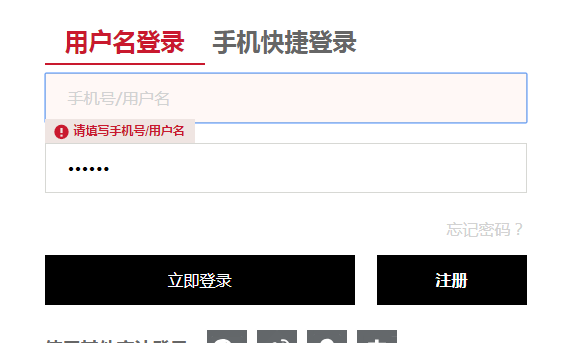 用户名登录 手机快捷登录
手机号/用户名
请填写手机号/用户名
••••••
忘记密码？
立即登录 注册